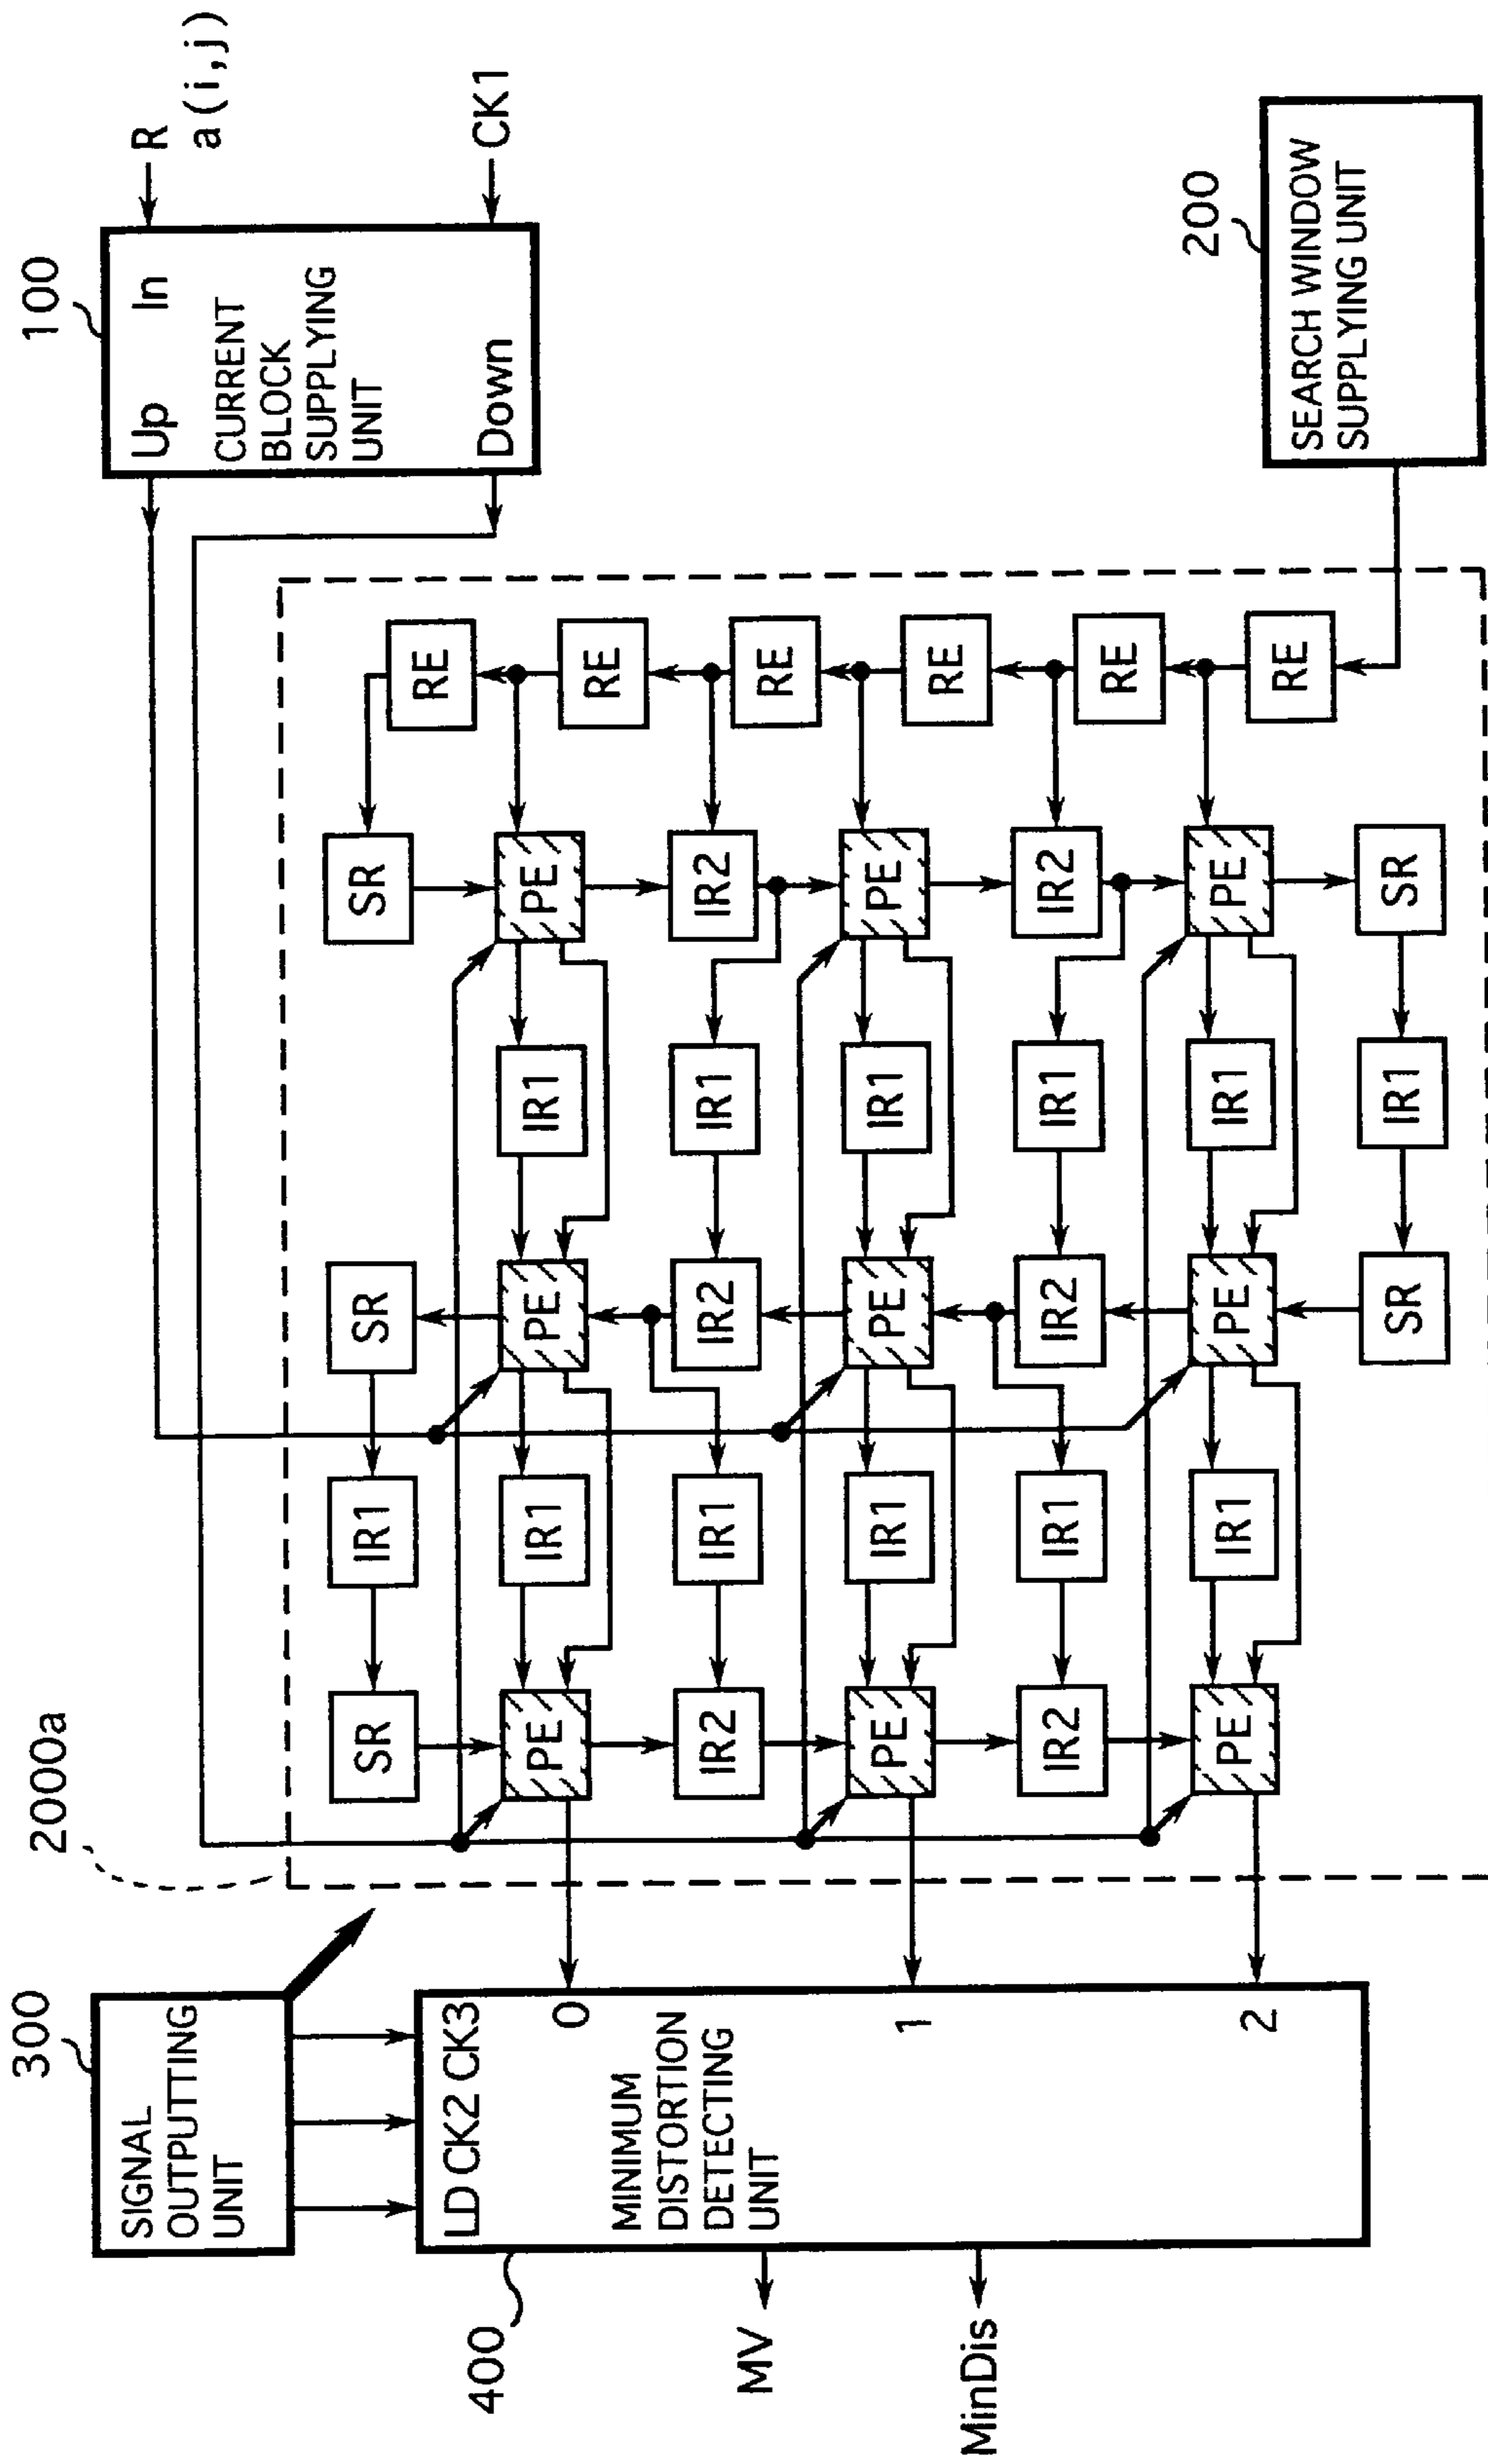 300
SIGNAL
OUTPUTTING
UNIT
2000a
100
Up In
CURRENT
BLOCK
SUPPLYING
UNIT
Down
R
a(i,j)
CK1
400
LD CK2 CK3
0
MINIMUM
DISTORTION
DETECTING
UNIT
1
2
MV
MinDis
SR IR1 SR SR
RE
PE IR1 PE IR1 PE
RE
IR2 IR1 IR2 IR1 IR2
RE
PE IR1 PE IR1 PE
RE
IR2 IR1 IR2 IR1 IR2
RE
PE IR1 PE IR1 PE
RE
SR IR1 SR
200
SEARCH WINDOW
SUPPLYING UNIT